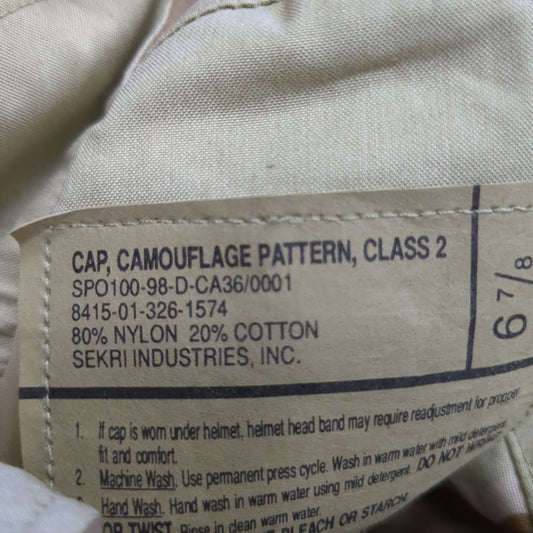 CAP, CAMOUFLAGE PATTERN, CLASS 2
SPO100-98-D-CA36/0001
8415-01-326-1574
80% NYLON 20% COTTON
SEKRI INDUSTRIES, INC.
6 7/8
1. If cap is worn under helmet, helmet head band may require readjustment for propper
fit and comfort.
2. Machine Wash. Use permanent press cycle. Wash in warm water with mild detergent.
Hand Wash. Hand wash in warm water using mild detergent. DO NOT WRING
OR TWIST. Rinse in clean warm water.
BLEACH OR STARCH.